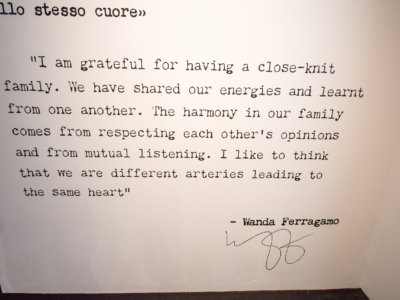 llo stesso cuore»
"I am grateful for having a close-knit
family. We have shared our energies and learnt
from one another. The harmony in our family
comes from respecting each other's opinions
and from mutual listening. I like to think
that we are different arteries leading to
the same heart"
- Wanda Ferragamo